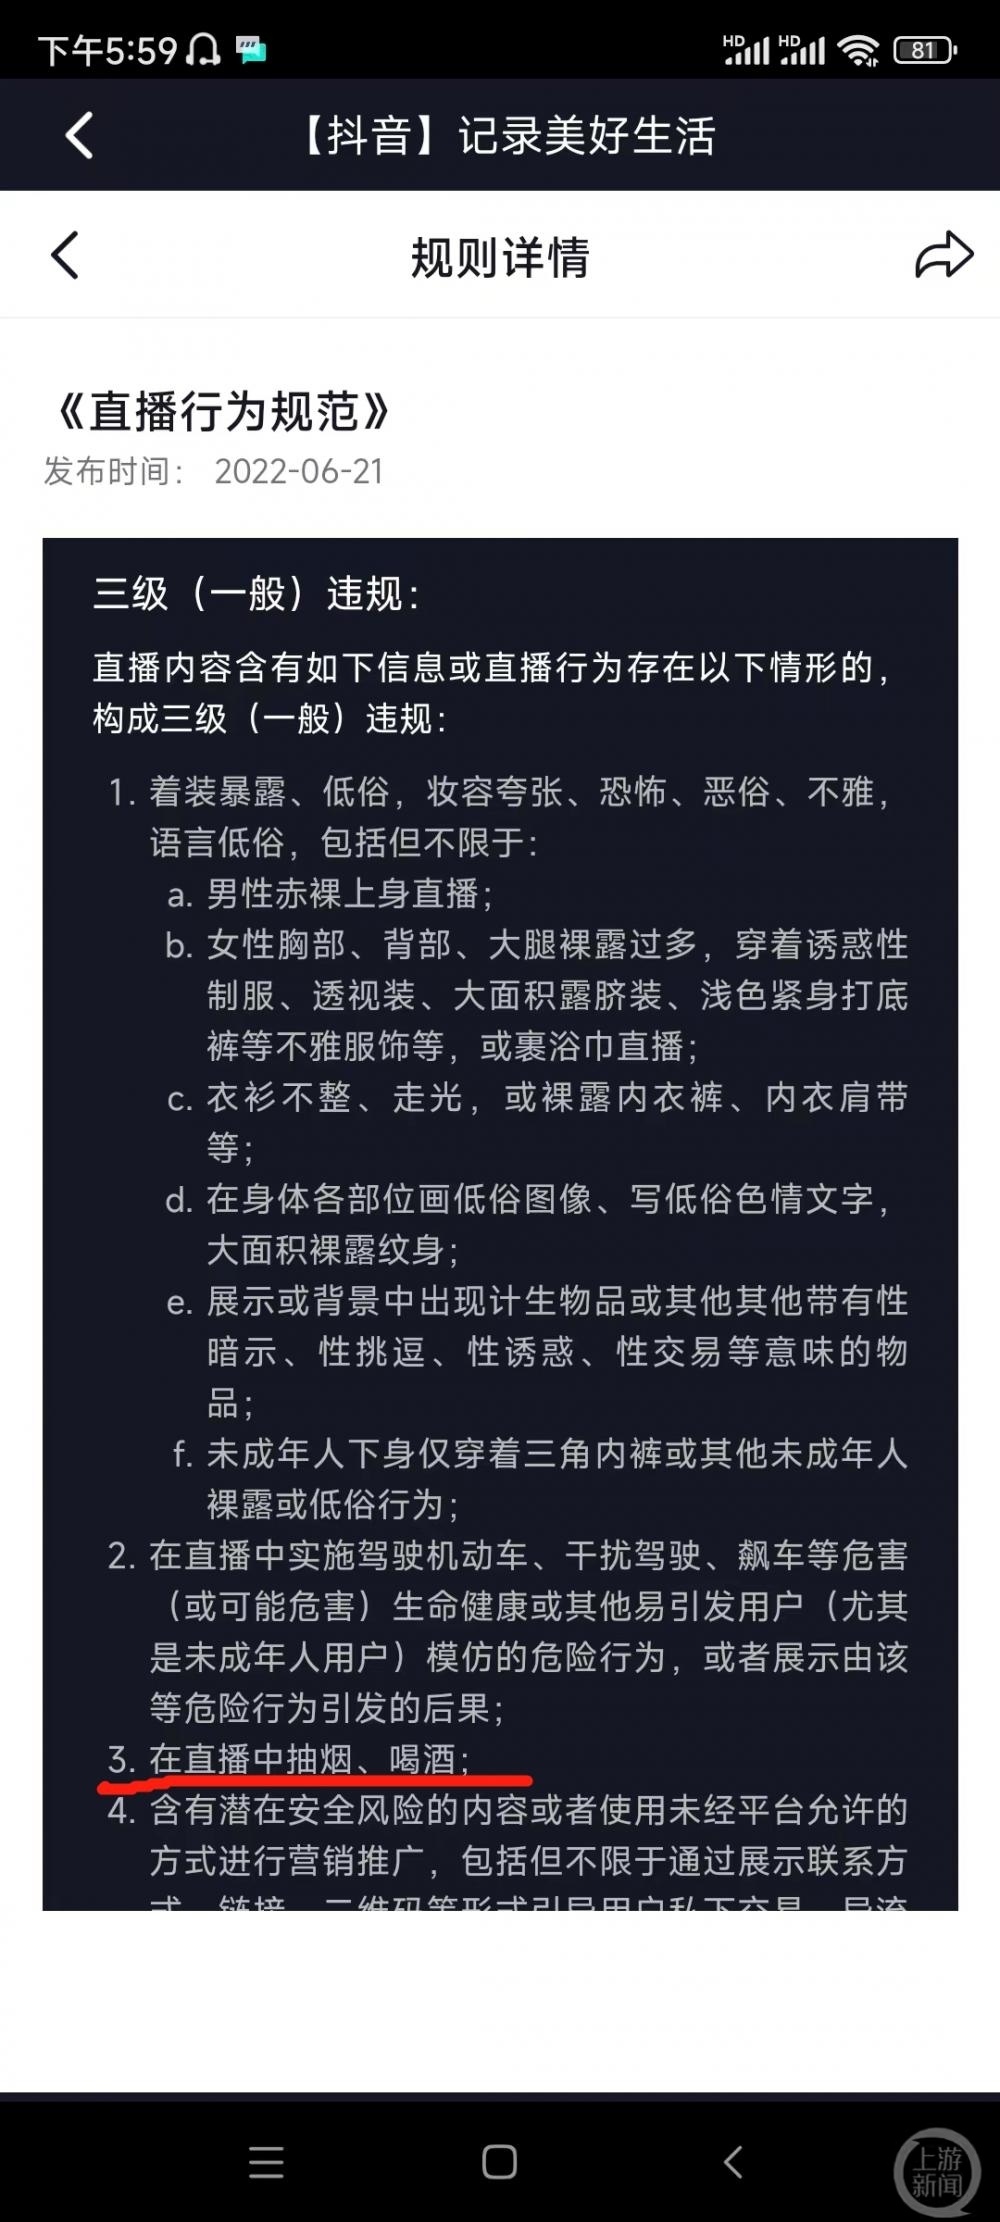 下午5:59
HD HD 81
【抖音】记录美好生活
规则详情
《直播行为规范》
发布时间： 2022-06-21
三级（一般）违规：
直播内容含有如下信息或直播行为存在以下情形的，
构成三级（一般）违规：
1. 着装暴露、低俗，妆容夸张、恐怖、恶俗、不雅，
语言低俗，包括但不限于：
a. 男性赤裸上身直播；
b. 女性胸部、背部、大腿裸露过多，穿着诱惑性
制服、透视装、大面积露脐装、浅色紧身打底
裤等不雅服饰等，或裹浴巾直播；
c. 衣衫不整、走光，或裸露内衣裤、内衣肩带
等；
d. 在身体各部位画低俗图像、写低俗色情文字，
大面积裸露纹身；
e. 展示或背景中出现计生物品或其他其他带有性
暗示、性挑逗、性诱惑、性交易等意味的物
品；
f. 未成年人下身仅穿着三角内裤或其他未成年人
裸露或低俗行为；
2. 在直播中实施驾驶机动车、干扰驾驶、飙车等危害
（或可能危害）生命健康或其他易引发用户（尤其
是未成年人用户）模仿的危险行为，或者展示由该
等危险行为引发的后果；
3. 在直播中抽烟、喝酒；
4. 含有潜在安全风险的内容或者使用未经平台允许的
方式进行营销推广，包括但不限于通过展示联系方
式、链接、二维码等形式引导用户私下交易、导流
上游
新闻